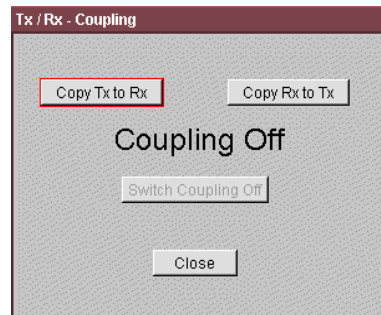 Tx / Rx - Coupling
Copy Tx to Rx
Copy Rx to Tx
Coupling Off
Switch Coupling Off
Close